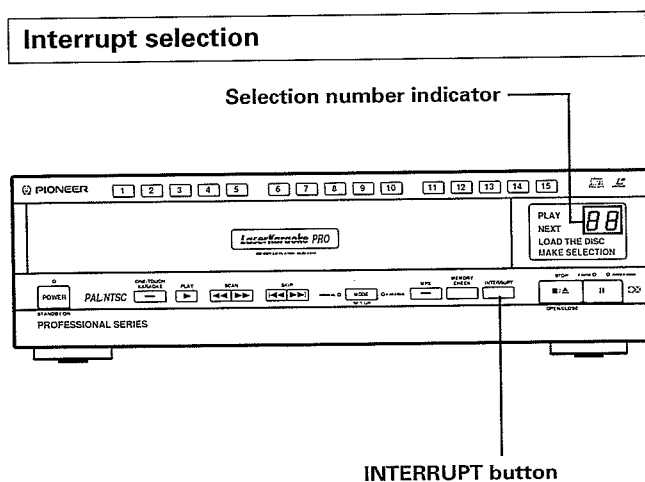 Interrupt selection
Selection number indicator
PIONEER 1 2 3 4 5 6 7 8 9 10 11 12 13 14 15
PLAY 88
NEXT
LOAD THE DISC
MAKE SELECTION
LaserKaraoke PRO
ONE-TOUCH KARAOKE PLAY SCAN SKIP MPX MEMORY CHECK INTERRUPT STOP
POWER PAL/NTSC MODE
STANDBY/ON OPEN/CLOSE
PROFESSIONAL SERIES
INTERRUPT button